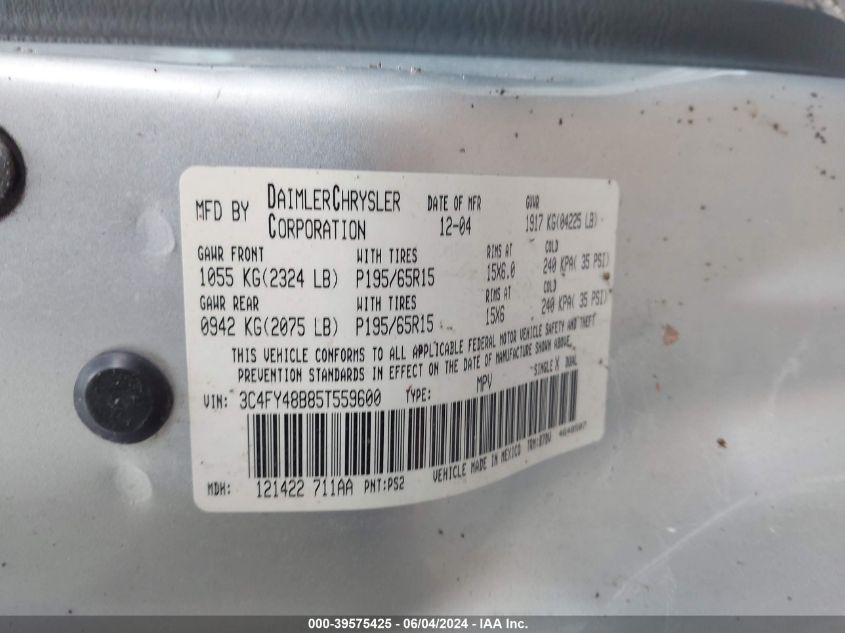 MFD BY DAIMLERCHRYSLER CORPORATION DATE OF MFR 12-04 GVWR 1917 KG(04225 LB)
GAWR FRONT WITH TIRES RIMS AT COLD
1055 KG(2324 LB) P195/65R15 15X6.0 240 KPA( 35 PSI)
GAWR REAR WITH TIRES RIMS AT COLD
0942 KG(2075 LB) P195/65R15 15X6 240 KPA( 35 PSI)
THIS VEHICLE CONFORMS TO ALL APPLICABLE FEDERAL MOTOR VEHICLE SAFETY AND THEFT
PREVENTION STANDARDS IN EFFECT ON THE DATE OF MANUFACTURE SHOWN ABOVE.
VIN: 3C4FY48B85T559600 TYPE: MPV SINGLE X DUAL
VEHICLE MADE IN MEXICO
MDH: 121422 711AA PNT:PS2
000-39575425 - 06/04/2024 - IAA Inc.